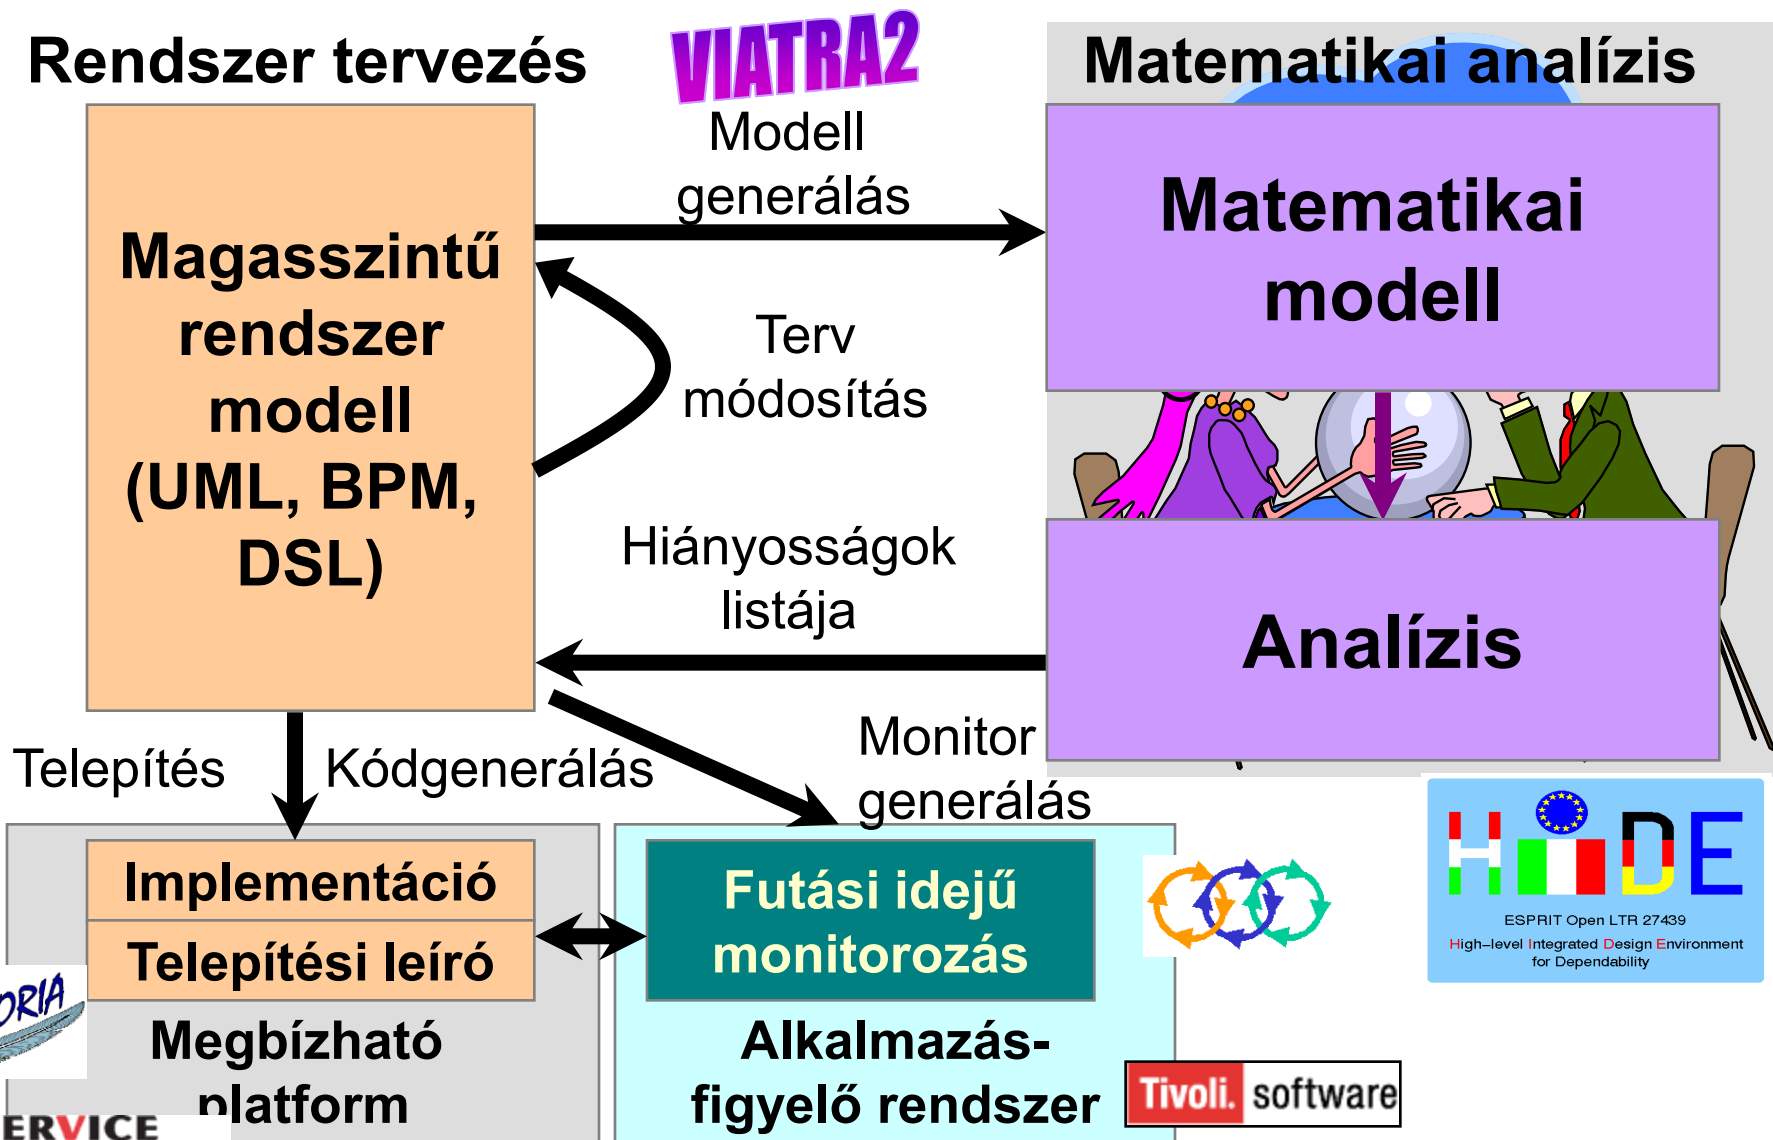 Rendszer tervezés
VIATRA2
Matematikai analízis
Modell
generálás
Magasszintű
rendszer
modell
(UML, BPM,
DSL)
Matematikai
modell
Terv
módosítás
Hiányosságok
listája
Analízis
Telepítés
Kódgenerálás
Monitor
generálás
Implementáció
Telepítési leíró
Megbízható
platform
Futási idejű
monitorozás
Alkalmazás-
figyelő rendszer
HiDE
ESPRIT Open LTR 27439
High-level Integrated Design Environment
for Dependability
Tivoli. software
ORIA
ERVICE